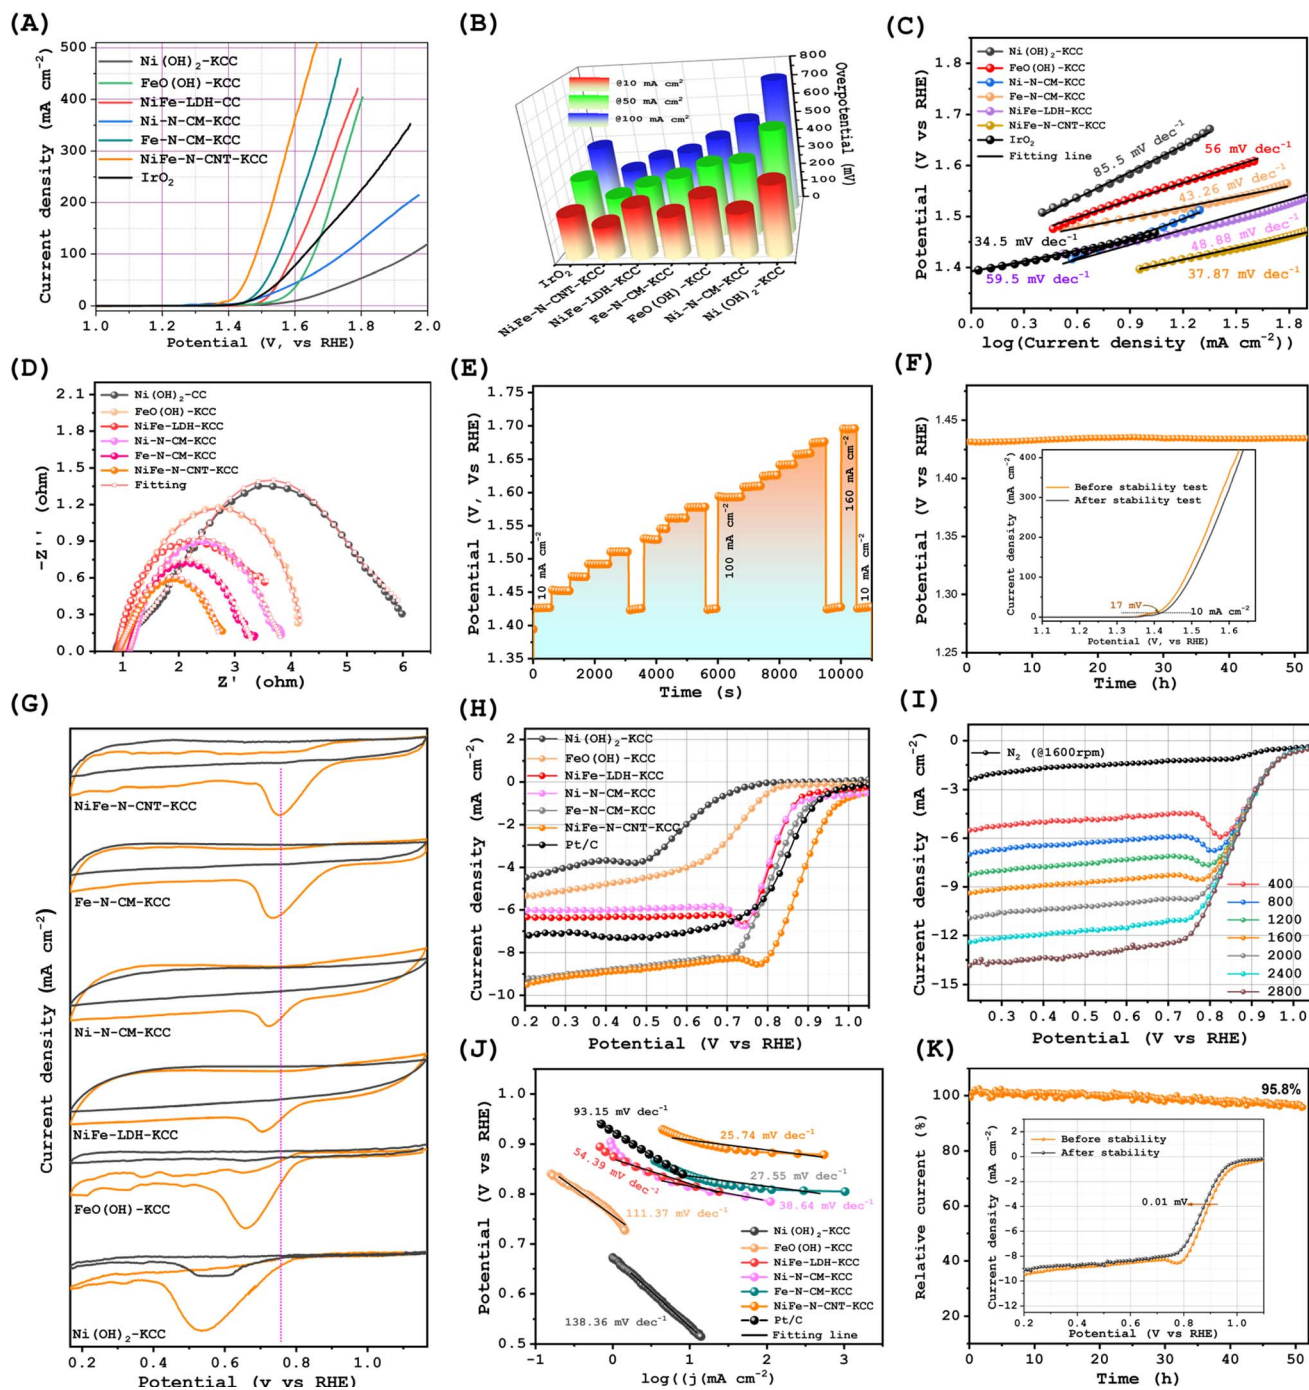 (A)
500
400
300
200
100
0
Current density (mA cm⁻²)
Ni(OH)₂-KCC
FeO(OH)-KCC
NiFe-LDH-CC
Ni-N-CM-KCC
Fe-N-CM-KCC
NiFe-N-CNT-KCC
IrO₂
1.0 1.2 1.4 1.6 1.8 2.0
Potential (V, vs RHE)
(B)
@10 mA cm²
@50 mA cm²
@100 mA cm²
800
700
600
500
400
300
200
100
0
Overpotential (mV)
IrO₂
NiFe-N-CNT-KCC
NiFe-LDH-KCC
Fe-N-CM-KCC
FeO(OH)-KCC
Ni-N-CM-KCC
Ni(OH)₂-KCC
(C)
1.8
1.7
1.6
1.5
1.4
Potential (V vs RHE)
Ni(OH)₂-KCC
FeO(OH)-KCC
Ni-N-CM-KCC
Fe-N-CM-KCC
NiFe-LDH-KCC
NiFe-N-CNT-KCC
IrO₂
Fitting line
85.5 mV dec⁻¹
56 mV dec⁻¹
43.26 mV dec⁻¹
34.5 mV dec⁻¹
48.88 mV dec⁻¹
59.5 mV dec⁻¹
37.87 mV dec⁻¹
0.0 0.3 0.6 0.9 1.2 1.5 1.8
log(Current density (mA cm⁻²))
(D)
2.1
1.8
1.5
1.2
0.9
0.6
0.3
-Z'' (ohm)
Ni(OH)₂-CC
FeO(OH)-KCC
NiFe-LDH-KCC
Ni-N-CM-KCC
Fe-N-CM-KCC
NiFe-N-CNT-KCC
Fitting
1 2 3 4 5 6
Z' (ohm)
(E)
1.75
1.70
1.65
1.60
1.55
1.50
1.45
1.40
1.35
Potential (V, Vs RHE)
10 mA cm⁻²
100 mA cm⁻²
160 mA cm⁻²
10 mA cm⁻²
0 2000 4000 6000 8000 10000
Time (s)
(F)
1.45
1.40
1.35
1.30
1.25
Potential (V vs RHE)
400
300
200
100
0
Current density (mA cm⁻²)
Before stability test
After stability test
17 mV
10 mA cm⁻²
1.1 1.2 1.3 1.4 1.5 1.6
Potential (V, vs RHE)
0 10 20 30 40 50
Time (h)
(G)
Current density (mA cm⁻²)
NiFe-N-CNT-KCC
Fe-N-CM-KCC
Ni-N-CM-KCC
NiFe-LDH-KCC
FeO(OH)-KCC
Ni(OH)₂-KCC
0.2 0.4 0.6 0.8 1.0
Potential (v vs RHE)
(H)
2
0
-2
-4
-6
-8
-10
Current density (mA cm⁻²)
Ni(OH)₂-KCC
FeO(OH)-KCC
NiFe-LDH-KCC
Ni-N-CM-KCC
Fe-N-CM-KCC
NiFe-N-CNT-KCC
Pt/C
0.2 0.3 0.4 0.5 0.6 0.7 0.8 0.9 1.0
Potential (V vs RHE)
(I)
0
-3
-6
-9
-12
-15
Current density (mA cm⁻²)
N₂ (@1600rpm)
400
800
1200
1600
2000
2400
2800
0.3 0.4 0.5 0.6 0.7 0.8 0.9 1.0
Potential (V vs RHE)
(J)
1.0
0.9
0.8
0.7
0.6
0.5
Potential (V vs RHE)
93.15 mV dec⁻¹
25.74 mV dec⁻¹
54.39 mV dec⁻¹
27.55 mV dec⁻¹
38.64 mV dec⁻¹
111.37 mV dec⁻¹
138.36 mV dec⁻¹
Ni(OH)₂-KCC
FeO(OH)-KCC
NiFe-LDH-KCC
Ni-N-CM-KCC
Fe-N-CM-KCC
NiFe-N-CNT-KCC
Pt/C
Fitting line
-1 0 1 2 3
log((j(mA cm⁻²)
(K)
120
100
80
60
40
20
Relative current (%)
95.8%
2
0
-2
-4
-6
-8
-10
-12
Current density (mA cm⁻²)
Before stability
After stability
0.01 mV
0.2 0.4 0.6 0.8 1.0
Potential (V vs RHE)
0 10 20 30 40 50
Time (h)